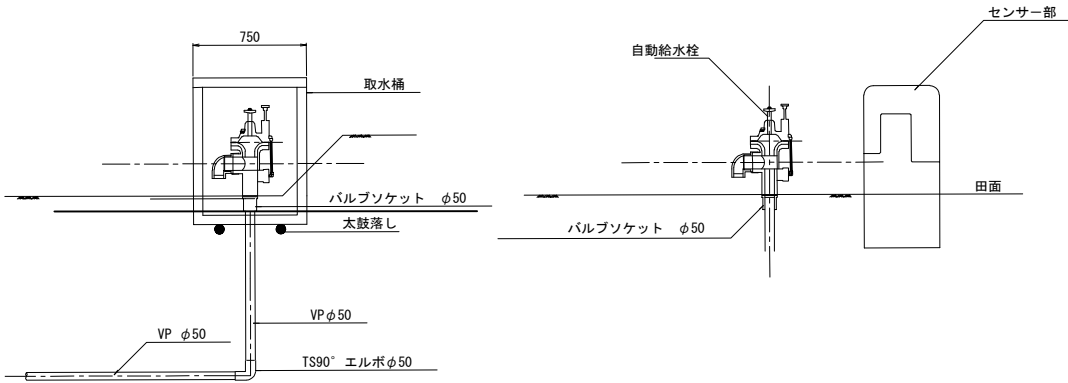 750
取水桶
バルブソケット φ50
太鼓落し
VPφ50
VP φ50
TS90° エルボφ50
センサー部
自動給水栓
田面
バルブソケット φ50